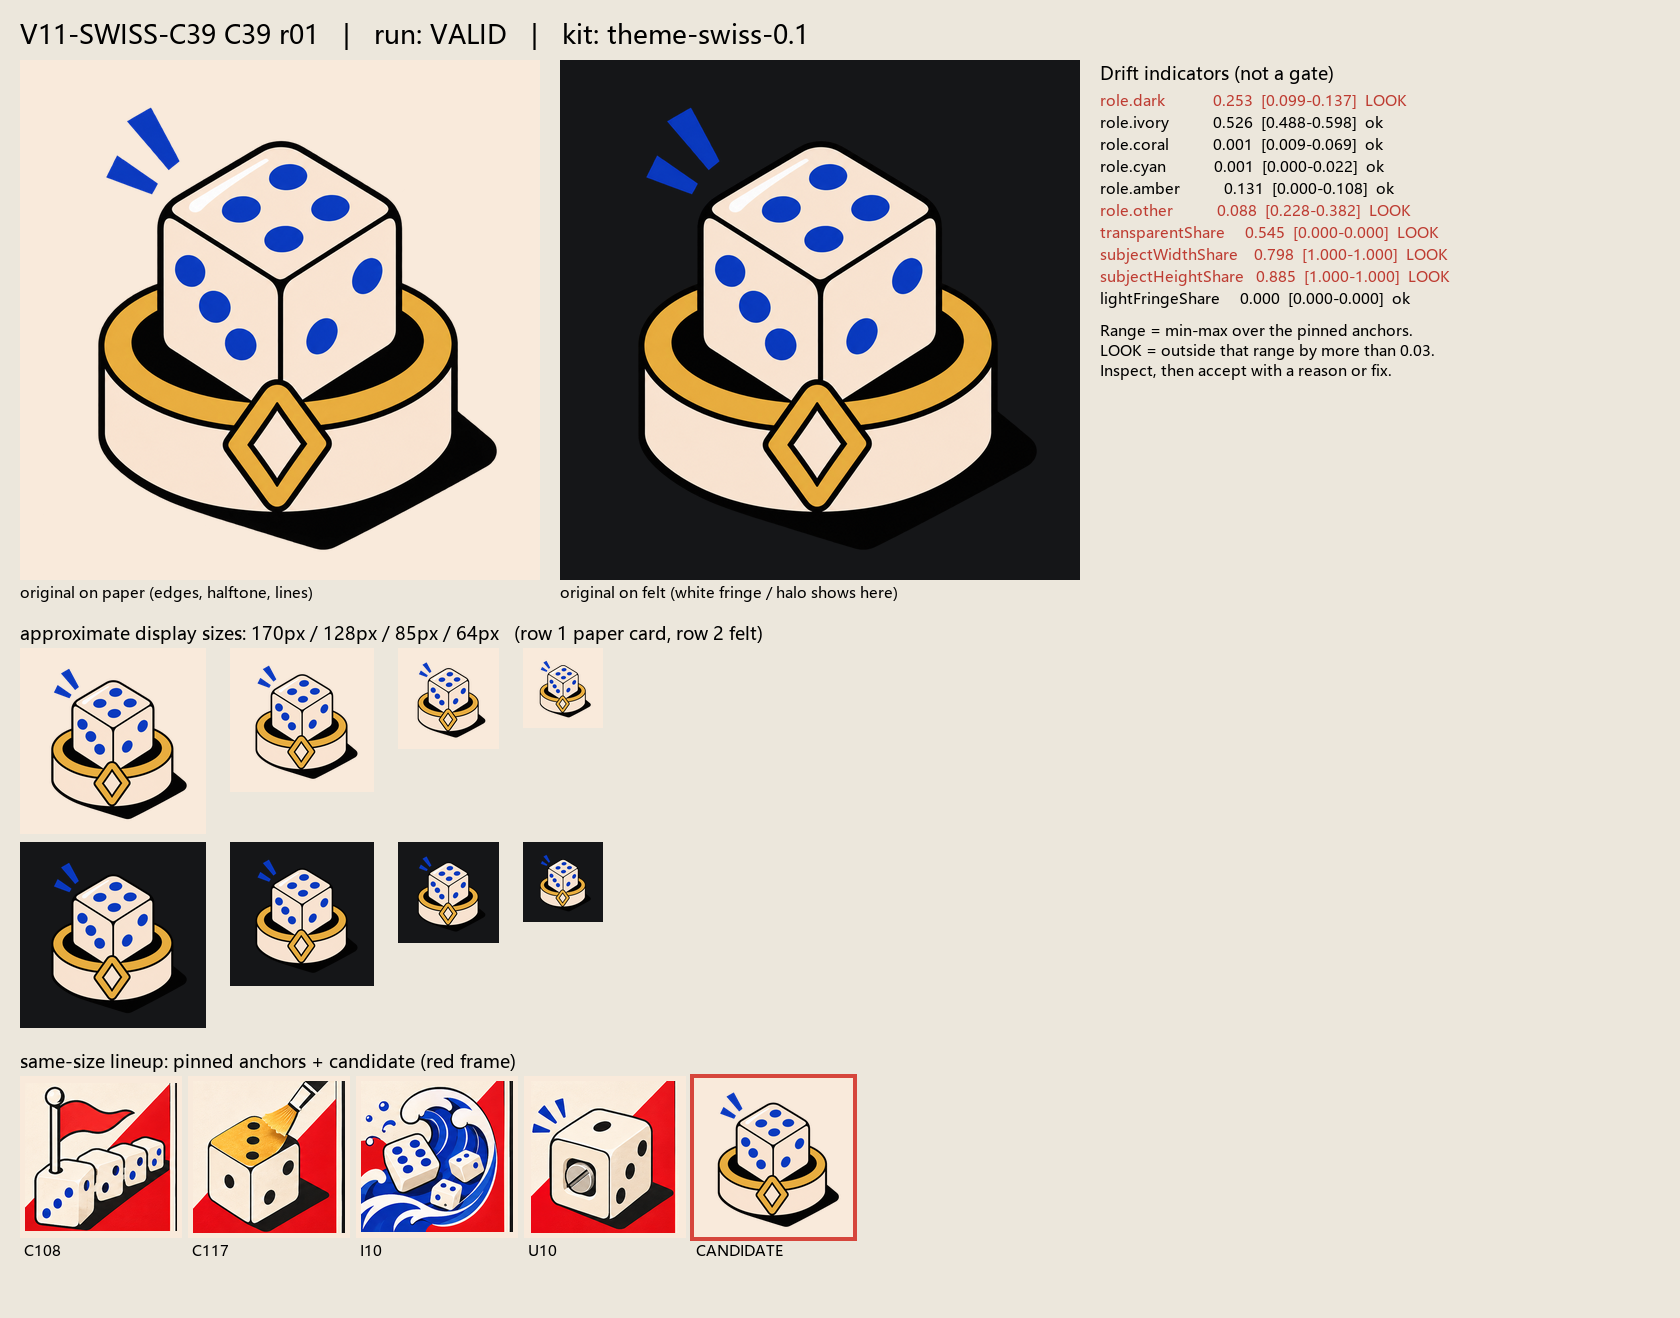 V11-SWISS-C39 C39 r01 | run: VALID | kit: theme-swiss-0.1
Drift indicators (not a gate)
role.dark 0.253 [0.099-0.137] LOOK
role.ivory 0.526 [0.488-0.598] ok
role.coral 0.001 [0.009-0.069] ok
role.cyan 0.001 [0.000-0.022] ok
role.amber 0.131 [0.000-0.108] ok
role.other 0.088 [0.228-0.382] LOOK
transparentShare 0.545 [0.000-0.000] LOOK
subjectWidthShare 0.798 [1.000-1.000] LOOK
subjectHeightShare 0.885 [1.000-1.000] LOOK
lightFringeShare 0.000 [0.000-0.000] ok
Range = min-max over the pinned anchors.
LOOK = outside that range by more than 0.03.
Inspect, then accept with a reason or fix.
original on paper (edges, halftone, lines)
original on felt (white fringe / halo shows here)
approximate display sizes: 170px / 128px / 85px / 64px (row 1 paper card, row 2 felt)
same-size lineup: pinned anchors + candidate (red frame)
C108
C117
I10
U10
CANDIDATE